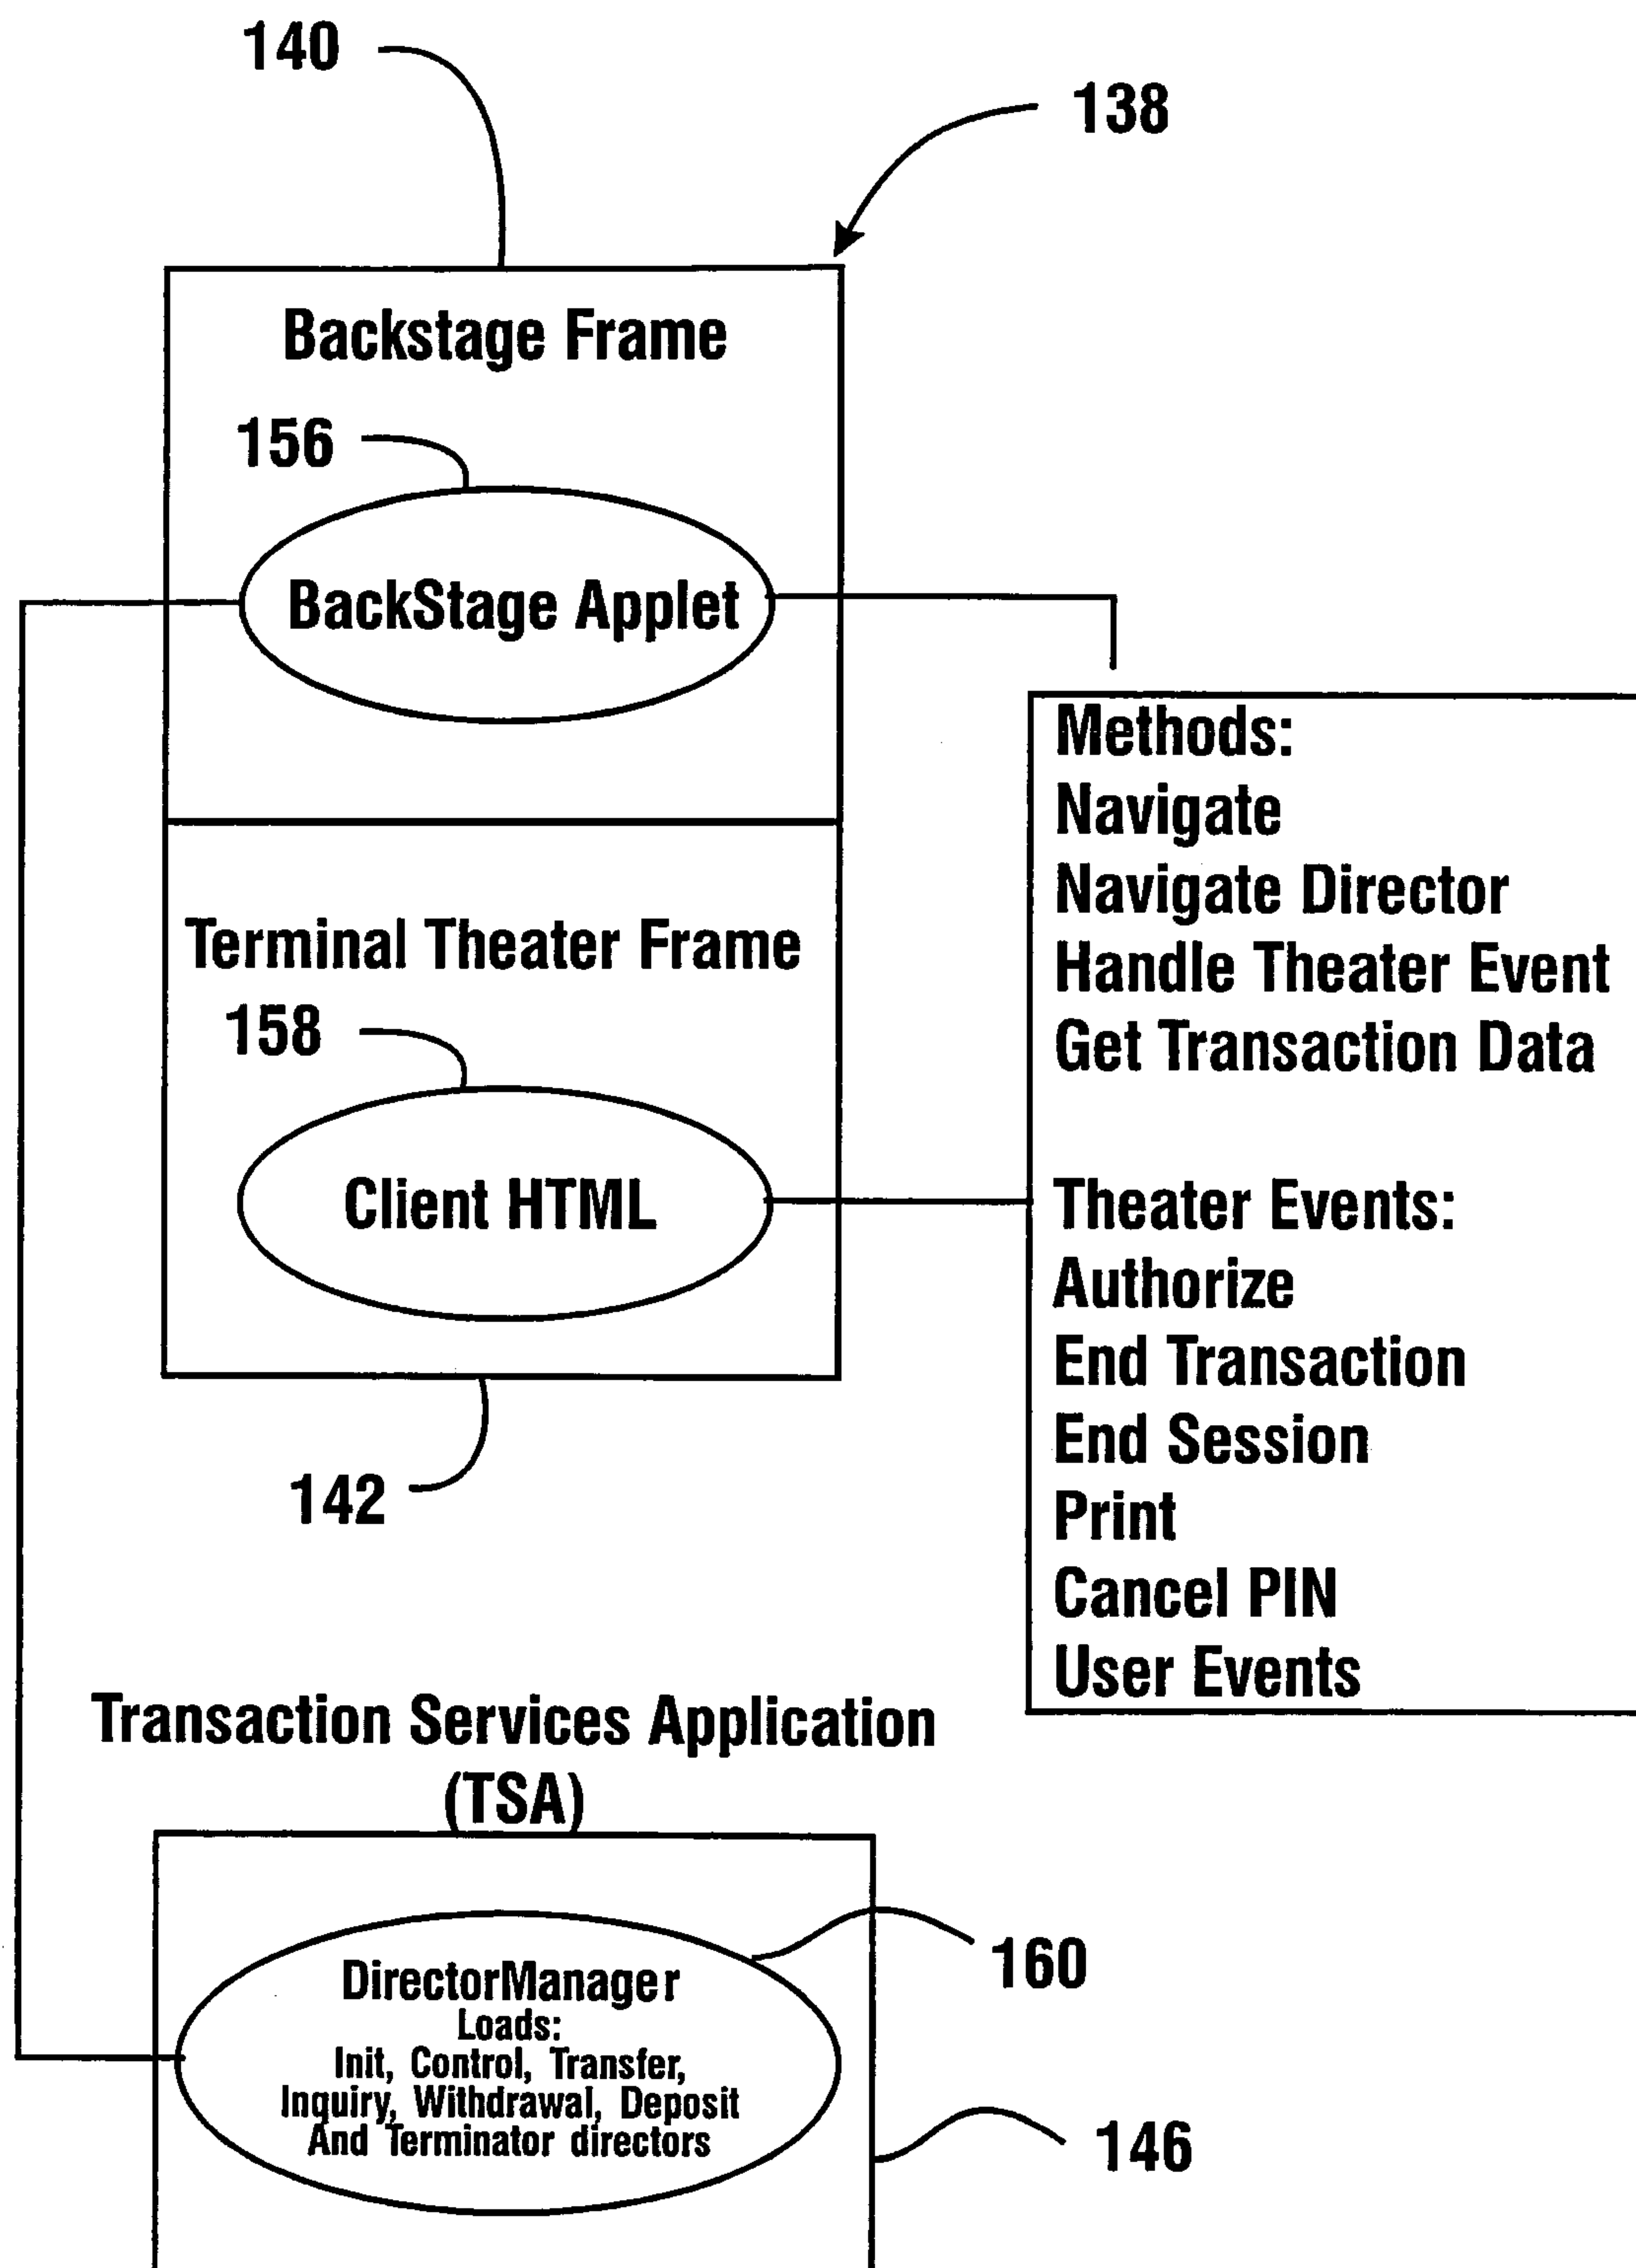 140
138
Backstage Frame
156
BackStage Applet
Methods:
Navigate
Navigate Director
Handle Theater Event
Get Transaction Data
Terminal Theater Frame
158
Client HTML
Theater Events:
Authorize
End Transaction
End Session
Print
Cancel PIN
User Events
142
Transaction Services Application
(TSA)
160
DirectorManager
Loads:
Init, Control, Transfer,
Inquiry, Withdrawal, Deposit
And Terminator directors
146